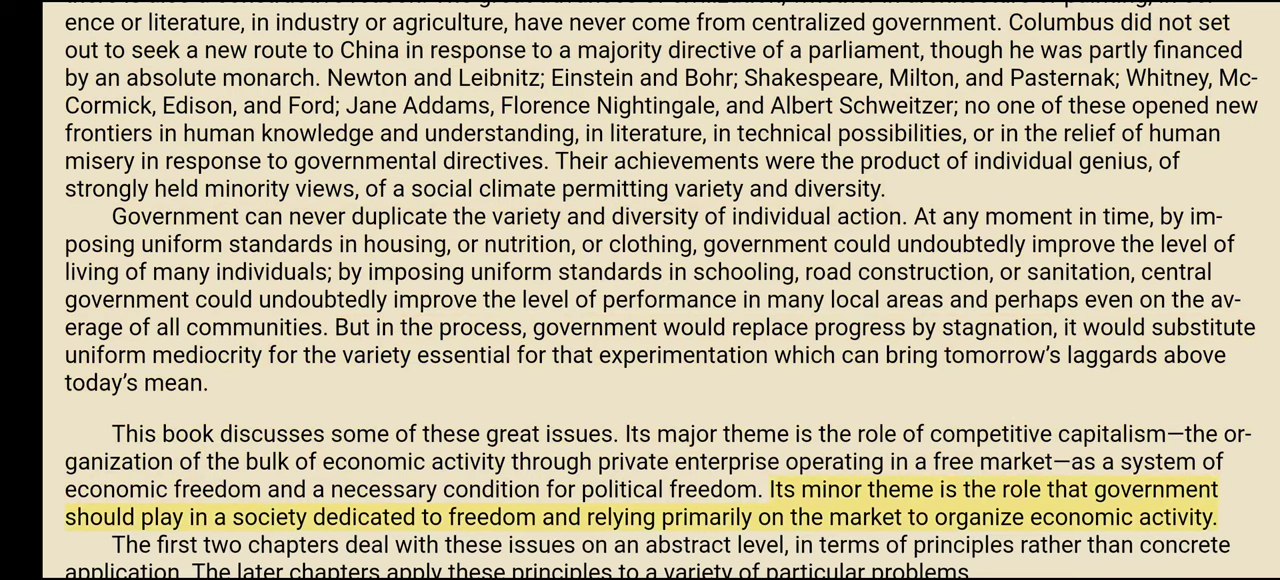 ence or literature, in industry or agriculture, have never come from centralized government. Columbus did not set
out to seek a new route to China in response to a majority directive of a parliament, though he was partly financed
by an absolute monarch. Newton and Leibnitz; Einstein and Bohr; Shakespeare, Milton, and Pasternak; Whitney, Mc-
Cormick, Edison, and Ford; Jane Addams, Florence Nightingale, and Albert Schweitzer; no one of these opened new
frontiers in human knowledge and understanding, in literature, in technical possibilities, or in the relief of human
misery in response to governmental directives. Their achievements were the product of individual genius, of
strongly held minority views, of a social climate permitting variety and diversity.
Government can never duplicate the variety and diversity of individual action. At any moment in time, by im-
posing uniform standards in housing, or nutrition, or clothing, government could undoubtedly improve the level of
living of many individuals; by imposing uniform standards in schooling, road construction, or sanitation, central
government could undoubtedly improve the level of performance in many local areas and perhaps even on the av-
erage of all communities. But in the process, government would replace progress by stagnation, it would substitute
uniform mediocrity for the variety essential for that experimentation which can bring tomorrow's laggards above
today's mean.
This book discusses some of these great issues. Its major theme is the role of competitive capitalism—the or-
ganization of the bulk of economic activity through private enterprise operating in a free market—as a system of
economic freedom and a necessary condition for political freedom. Its minor theme is the role that government
should play in a society dedicated to freedom and relying primarily on the market to organize economic activity.
The first two chapters deal with these issues on an abstract level, in terms of principles rather than concrete
application. The later chapters apply these principles to a variety of particular problems.